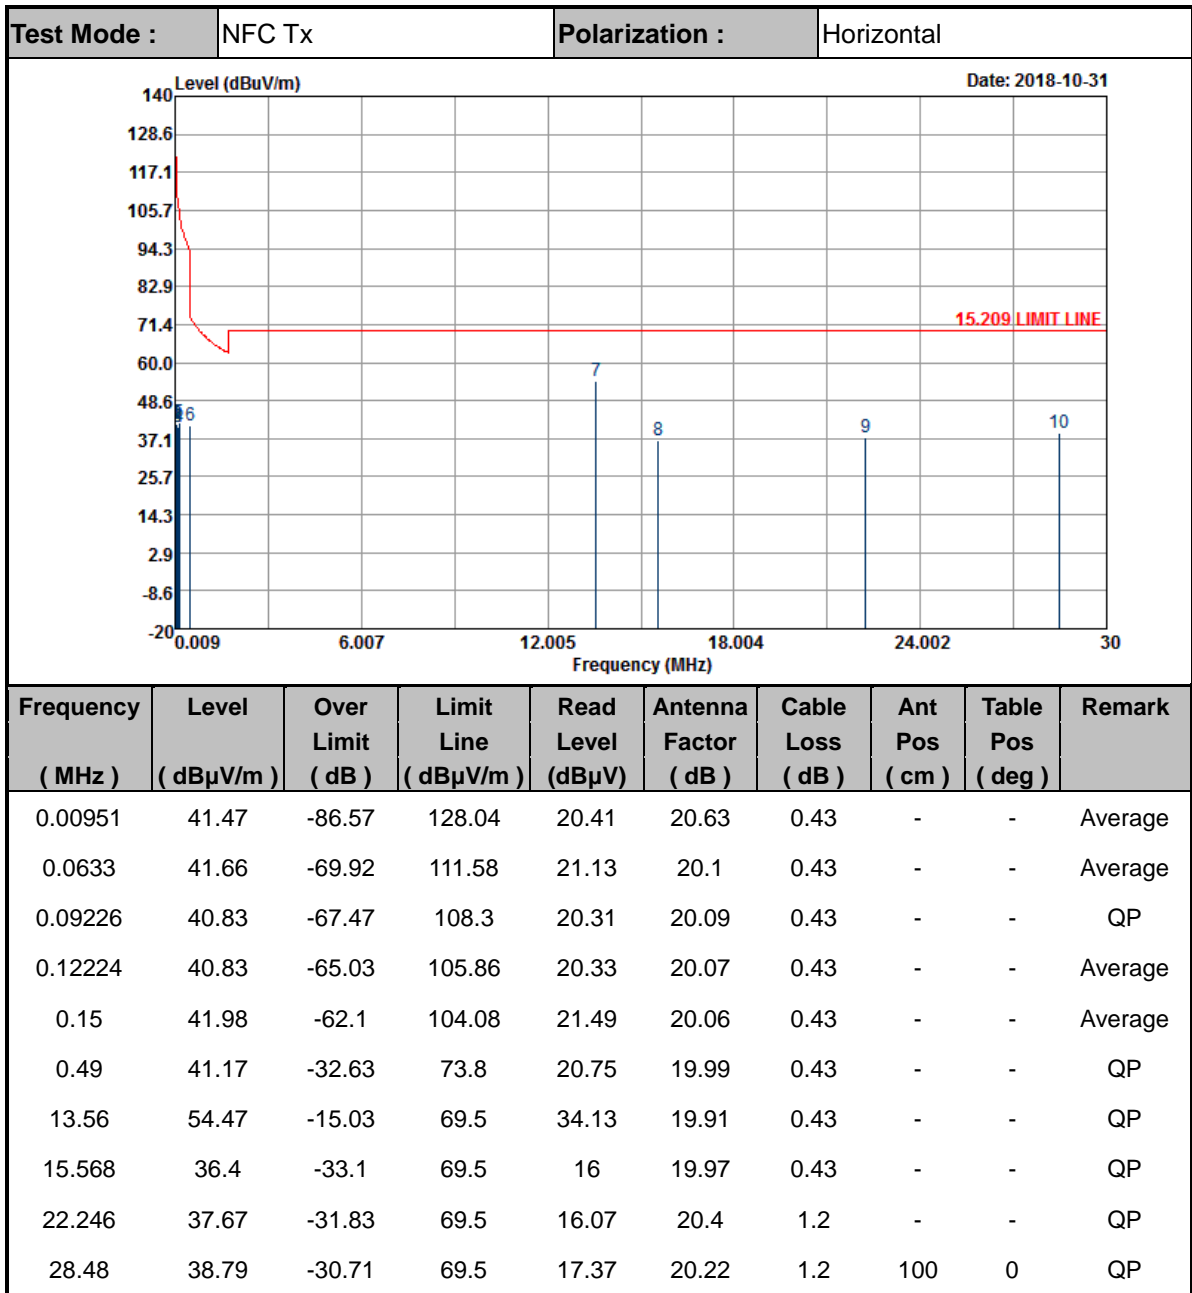 Test Mode : NFC Tx Polarization : Horizontal
Level (dBuV/m) Date: 2018-10-31
140
128.6
117.1
105.7
94.3
82.9
71.4
15.209 LIMIT LINE
60.0
7
48.6
6
10
9
8
37.1
25.7
14.3
2.9
-8.6
-20
0.009 6.007 12.005 18.004 24.002 30
Frequency (MHz)
Frequency Level Over Limit Read Antenna Cable Ant Table Remark
Limit Line Level Factor Loss Pos Pos
( MHz ) ( dBμV/m ) ( dB ) ( dBμV/m ) (dBμV) ( dB ) ( dB ) ( cm ) ( deg )
0.00951 41.47 -86.57 128.04 20.41 20.63 0.43 - - Average
0.0633 41.66 -69.92 111.58 21.13 20.1 0.43 - - Average
0.09226 40.83 -67.47 108.3 20.31 20.09 0.43 - - QP
0.12224 40.83 -65.03 105.86 20.33 20.07 0.43 - - Average
0.15 41.98 -62.1 104.08 21.49 20.06 0.43 - - Average
0.49 41.17 -32.63 73.8 20.75 19.99 0.43 - - QP
13.56 54.47 -15.03 69.5 34.13 19.91 0.43 - - QP
15.568 36.4 -33.1 69.5 16 19.97 0.43 - - QP
22.246 37.67 -31.83 69.5 16.07 20.4 1.2 - - QP
28.48 38.79 -30.71 69.5 17.37 20.22 1.2 100 0 QP